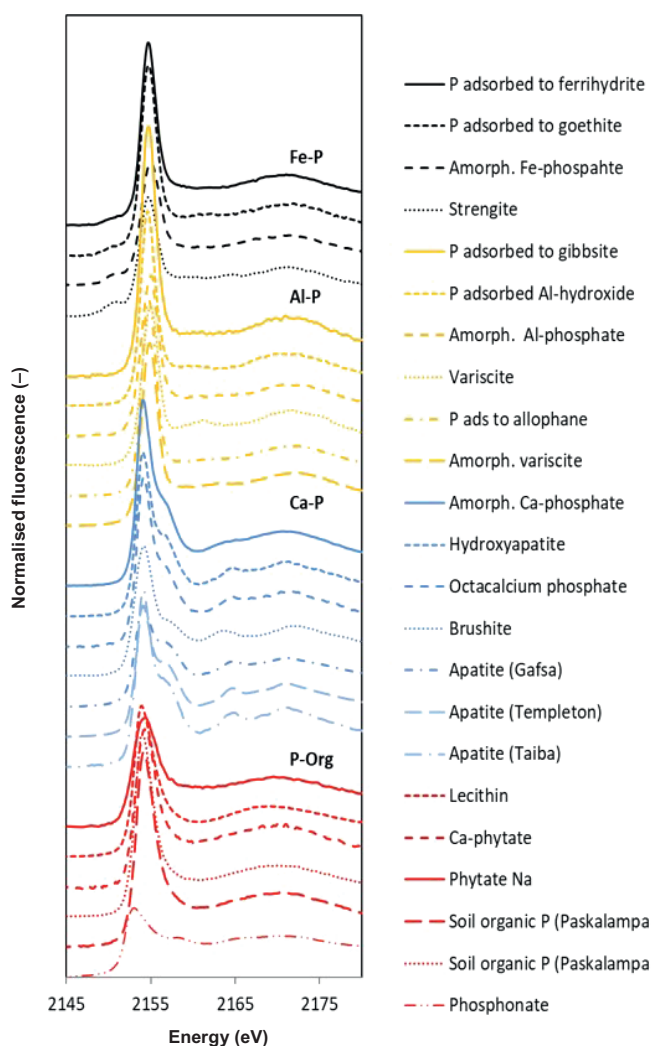 Normalised fluorescence (–)
Fe-P
Al-P
Ca-P
P-Org
2145
2155
2165
2175
Energy (eV)
P adsorbed to ferrihydrite
P adsorbed to goethite
Amorph. Fe-phospahte
Strengite
P adsorbed to gibbsite
P adsorbed Al-hydroxide
Amorph. Al-phosphate
Variscite
P ads to allophane
Amorph. variscite
Amorph. Ca-phosphate
Hydroxyapatite
Octacalcium phosphate
Brushite
Apatite (Gafsa)
Apatite (Templeton)
Apatite (Taiba)
Lecithin
Ca-phytate
Phytate Na
Soil organic P (Paskalampa
Soil organic P (Paskalampa
Phosphonate